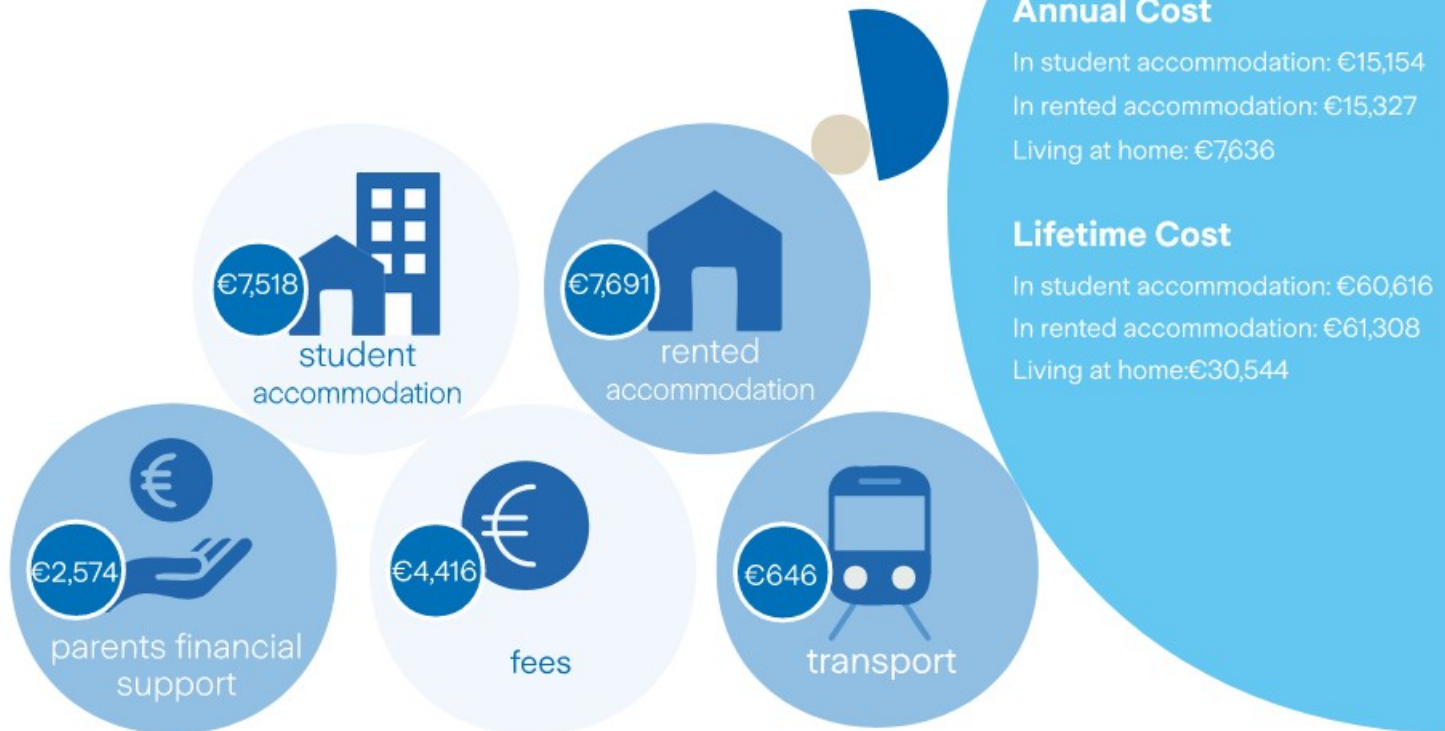 Annual Cost
In student accommodation: €15,154
In rented accommodation: €15,327
Living at home: €7,636
Lifetime Cost
In student accommodation: €60,616
In rented accommodation: €61,308
Living at home:€30,544
€7,518
student
accommodation
€7,691
rented
accommodation
€2,574
parents financial
support
€4,416
fees
€646
transport